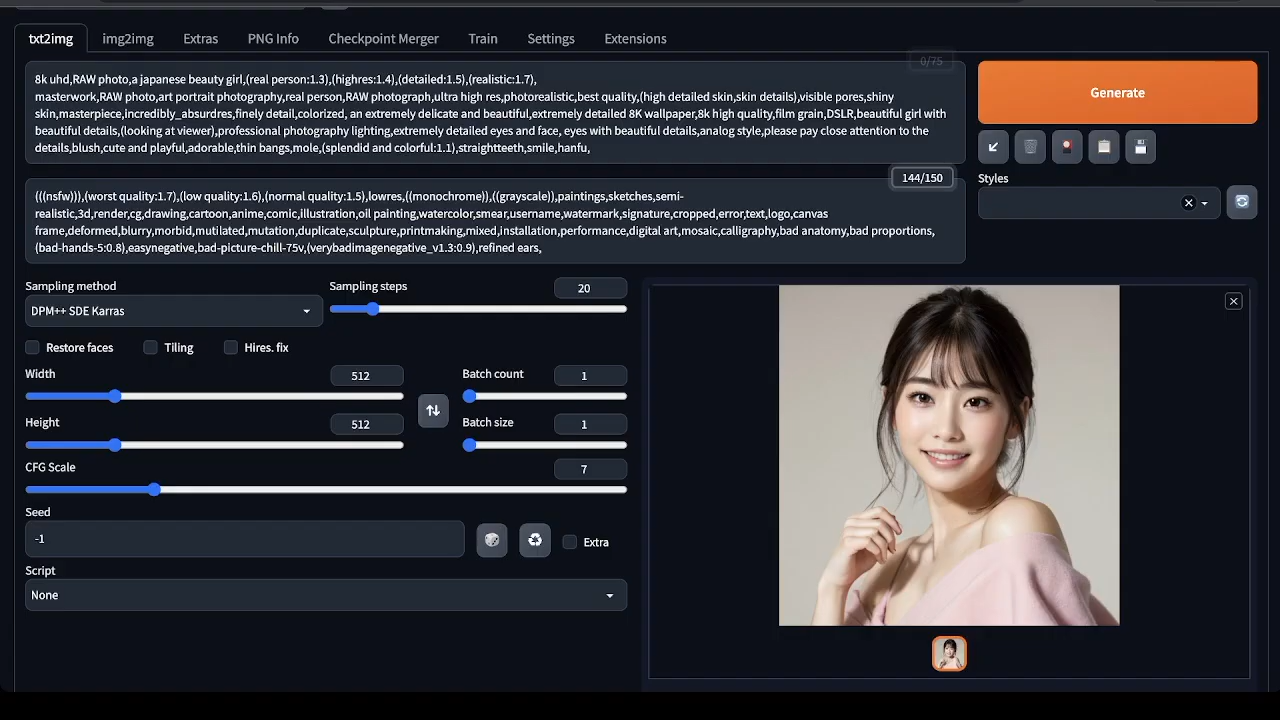 txt2img img2img Extras PNG Info Checkpoint Merger Train Settings Extensions
0/75
8k uhd,RAW photo,a japanese beauty girl,(real person:1.3),(highres:1.4),(detailed:1.5),(realistic:1.7),
masterwork,RAW photo,art portrait photography,real person,RAW photograph,ultra high res,photorealistic,best quality,(high detailed skin,skin details),visible pores,shiny
skin,masterpiece,incredibly_absurdres,finely detail,colorized, an extremely delicate and beautiful,extremely detailed 8K wallpaper,8k high quality,film grain,DSLR,beautiful girl with
beautiful details,(looking at viewer),professional photography lighting,extremely detailed eyes and face, eyes with beautiful details,analog style,please pay close attention to the
details,blush,cute and playful,adorable,thin bangs,mole,(splendid and colorful:1.1),straightteeth,smile,hanfu,
Generate
144/150
(((nsfw))),(worst quality:1.7),(low quality:1.6),(normal quality:1.5),lowres,((monochrome)),((grayscale)),paintings,sketches,semi-
realistic,3d,render,cg,drawing,cartoon,anime,comic,illustration,oil painting,watercolor,smear,username,watermark,signature,cropped,error,text,logo,canvas
frame,deformed,blurry,morbid,mutilated,mutation,duplicate,sculpture,printmaking,mixed,installation,performance,digital art,mosaic,calligraphy,bad anatomy,bad proportions,
(bad-hands-5:0.8),easynegative,bad-picture-chill-75v,(verybadimagenegative_v1.3:0.9),refined ears,
Styles
Sampling method
DPM++ SDE Karras
Sampling steps 20
Restore faces Tiling Hires. fix
Width 512
Batch count 1
Height 512
Batch size 1
CFG Scale 7
Seed
-1
Extra
Script
None